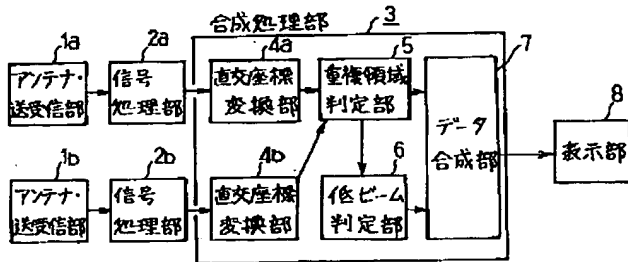 合成処理部
3
1a
2a
4a
5
7
アンテナ・
送受信部
信号
処理部
直交座標
変換部
重複領域
判定部
データ
合成部
8
表示部
1b
2b
4b
6
アンテナ・
送受信部
信号
処理部
直交座標
変換部
低ビーム
判定部